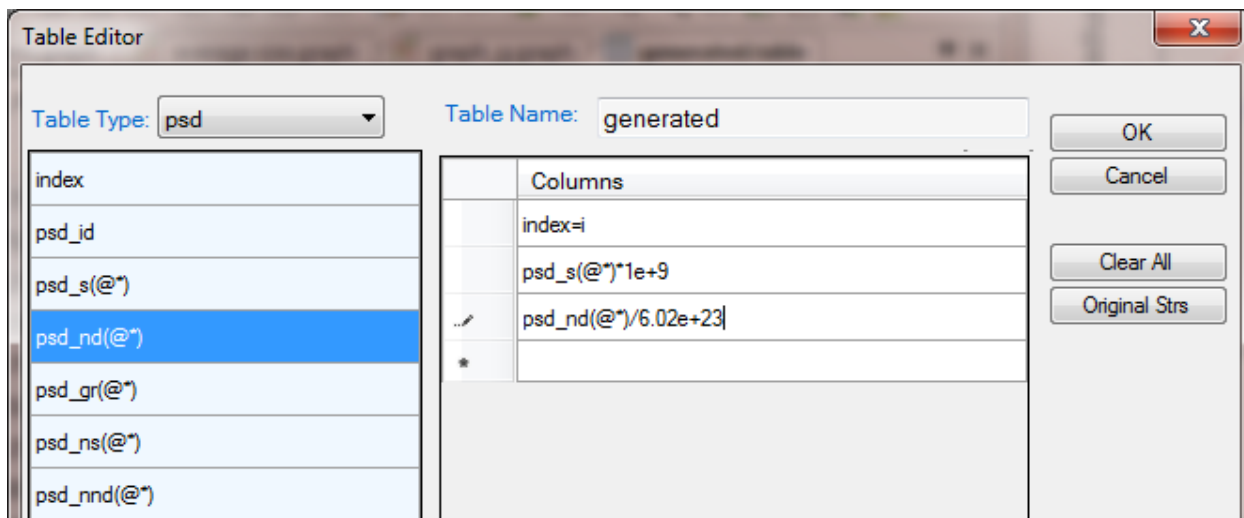 Table Editor
Table Type: psd
Table Name: generated
OK
Cancel
Clear All
Original Strs
index
psd_id
psd_s(@*)
psd_nd(@*)
psd_gr(@*)
psd_ns(@*)
psd_nnd(@*)
Columns
index=i
psd_s(@*)*1e+9
psd_nd(@*)/6.02e+23